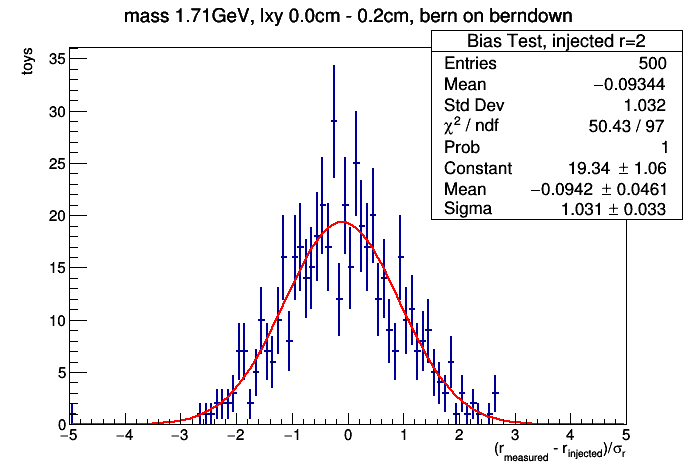 mass 1.71GeV, lxy 0.0cm - 0.2cm, bern on berndown
Bias Test, injected r=2
Entries 500
Mean −0.09344
Std Dev 1.032
χ² / ndf 50.43 / 97
Prob 1
Constant 19.34 ± 1.06
Mean −0.0942 ± 0.0461
Sigma 1.031 ± 0.033
toys
35
30
25
20
15
10
5
0
−5 −4 −3 −2 −1 0 1 2 3 4 5
(r_measured - r_injected)/σ_r